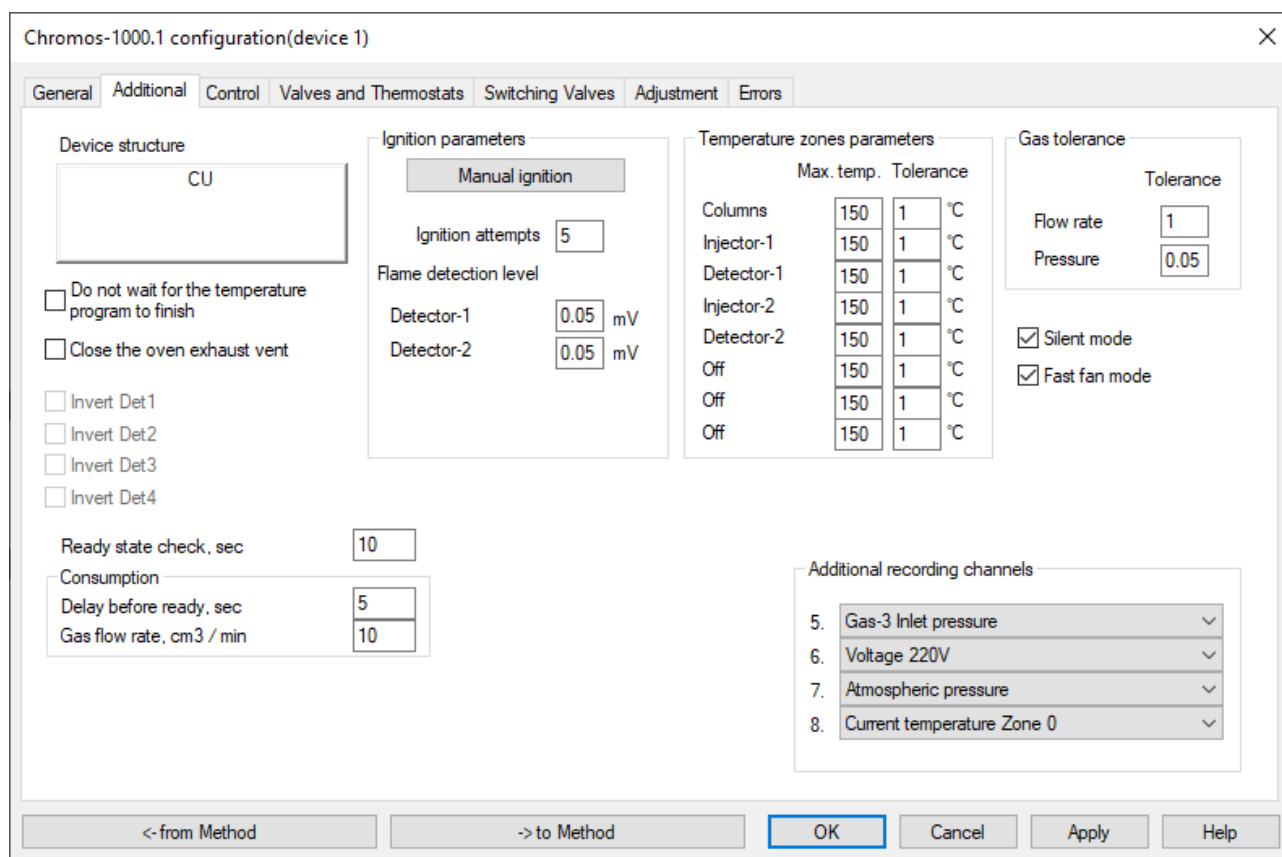 Chromos-1000.1 configuration(device 1)
General Additional Control Valves and Thermostats Switching Valves Adjustment Errors
Device structure
CU
Do not wait for the temperature
program to finish
Close the oven exhaust vent
Invert Det1
Invert Det2
Invert Det3
Invert Det4
Ready state check, sec 10
Consumption
Delay before ready, sec 5
Gas flow rate, cm3 / min 10
Ignition parameters
Manual ignition
Ignition attempts 5
Flame detection level
Detector-1 0.05 mV
Detector-2 0.05 mV
Temperature zones parameters
Max. temp. Tolerance
Columns 150 1 °C
Injector-1 150 1 °C
Detector-1 150 1 °C
Injector-2 150 1 °C
Detector-2 150 1 °C
Off 150 1 °C
Off 150 1 °C
Off 150 1 °C
Gas tolerance
Tolerance
Flow rate 1
Pressure 0.05
Silent mode
Fast fan mode
Additional recording channels
5. Gas-3 Inlet pressure
6. Voltage 220V
7. Atmospheric pressure
8. Current temperature Zone 0
<- from Method -> to Method OK Cancel Apply Help